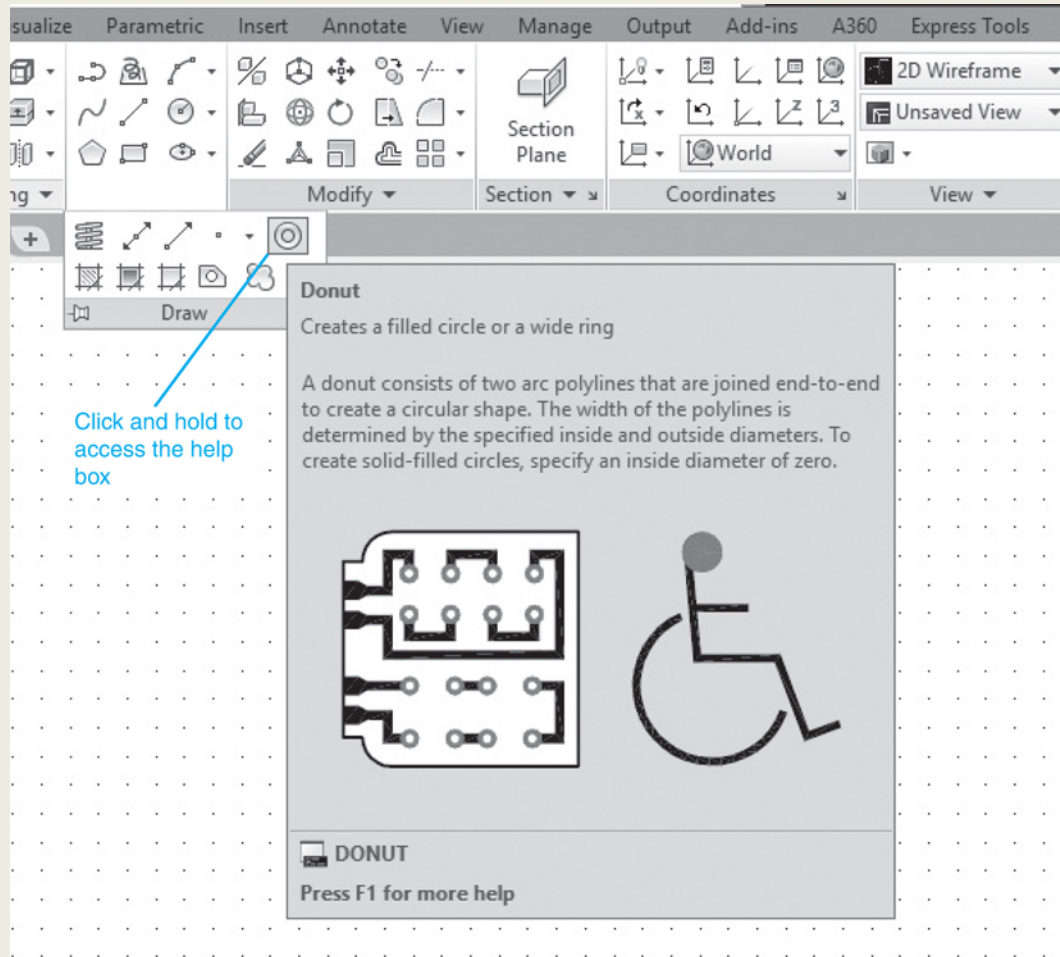 sualize Parametric Insert Annotate View Manage Output Add-ins A360 Express Tools
2D Wireframe
Section
Plane
Unsaved View
World
ng Modify Section Coordinates View
Draw
Click and hold to
access the help
box
Donut
Creates a filled circle or a wide ring
A donut consists of two arc polylines that are joined end-to-end
to create a circular shape. The width of the polylines is
determined by the specified inside and outside diameters. To
create solid-filled circles, specify an inside diameter of zero.
DONUT
Press F1 for more help